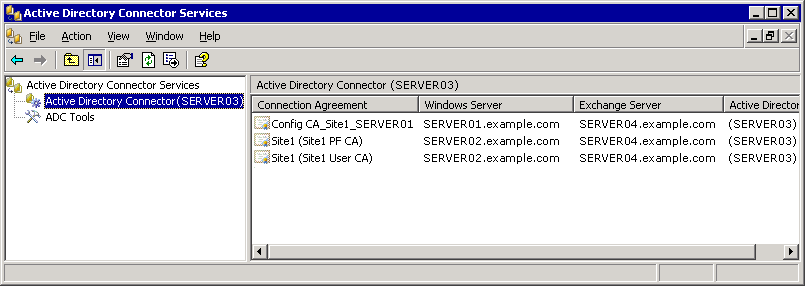 Active Directory Connector Services
File Action View Window Help
Active Directory Connector Services
Active Directory Connector (SERVER03)
ADC Tools
Active Directory Connector (SERVER03)
Connection Agreement Windows Server Exchange Server Active Director
Config CA_Site1_SERVER01 SERVER01.example.com SERVER04.example.com (SERVER03)
Site1 (Site1 PF CA) SERVER02.example.com SERVER04.example.com (SERVER03)
Site1 (Site1 User CA) SERVER02.example.com SERVER04.example.com (SERVER03)